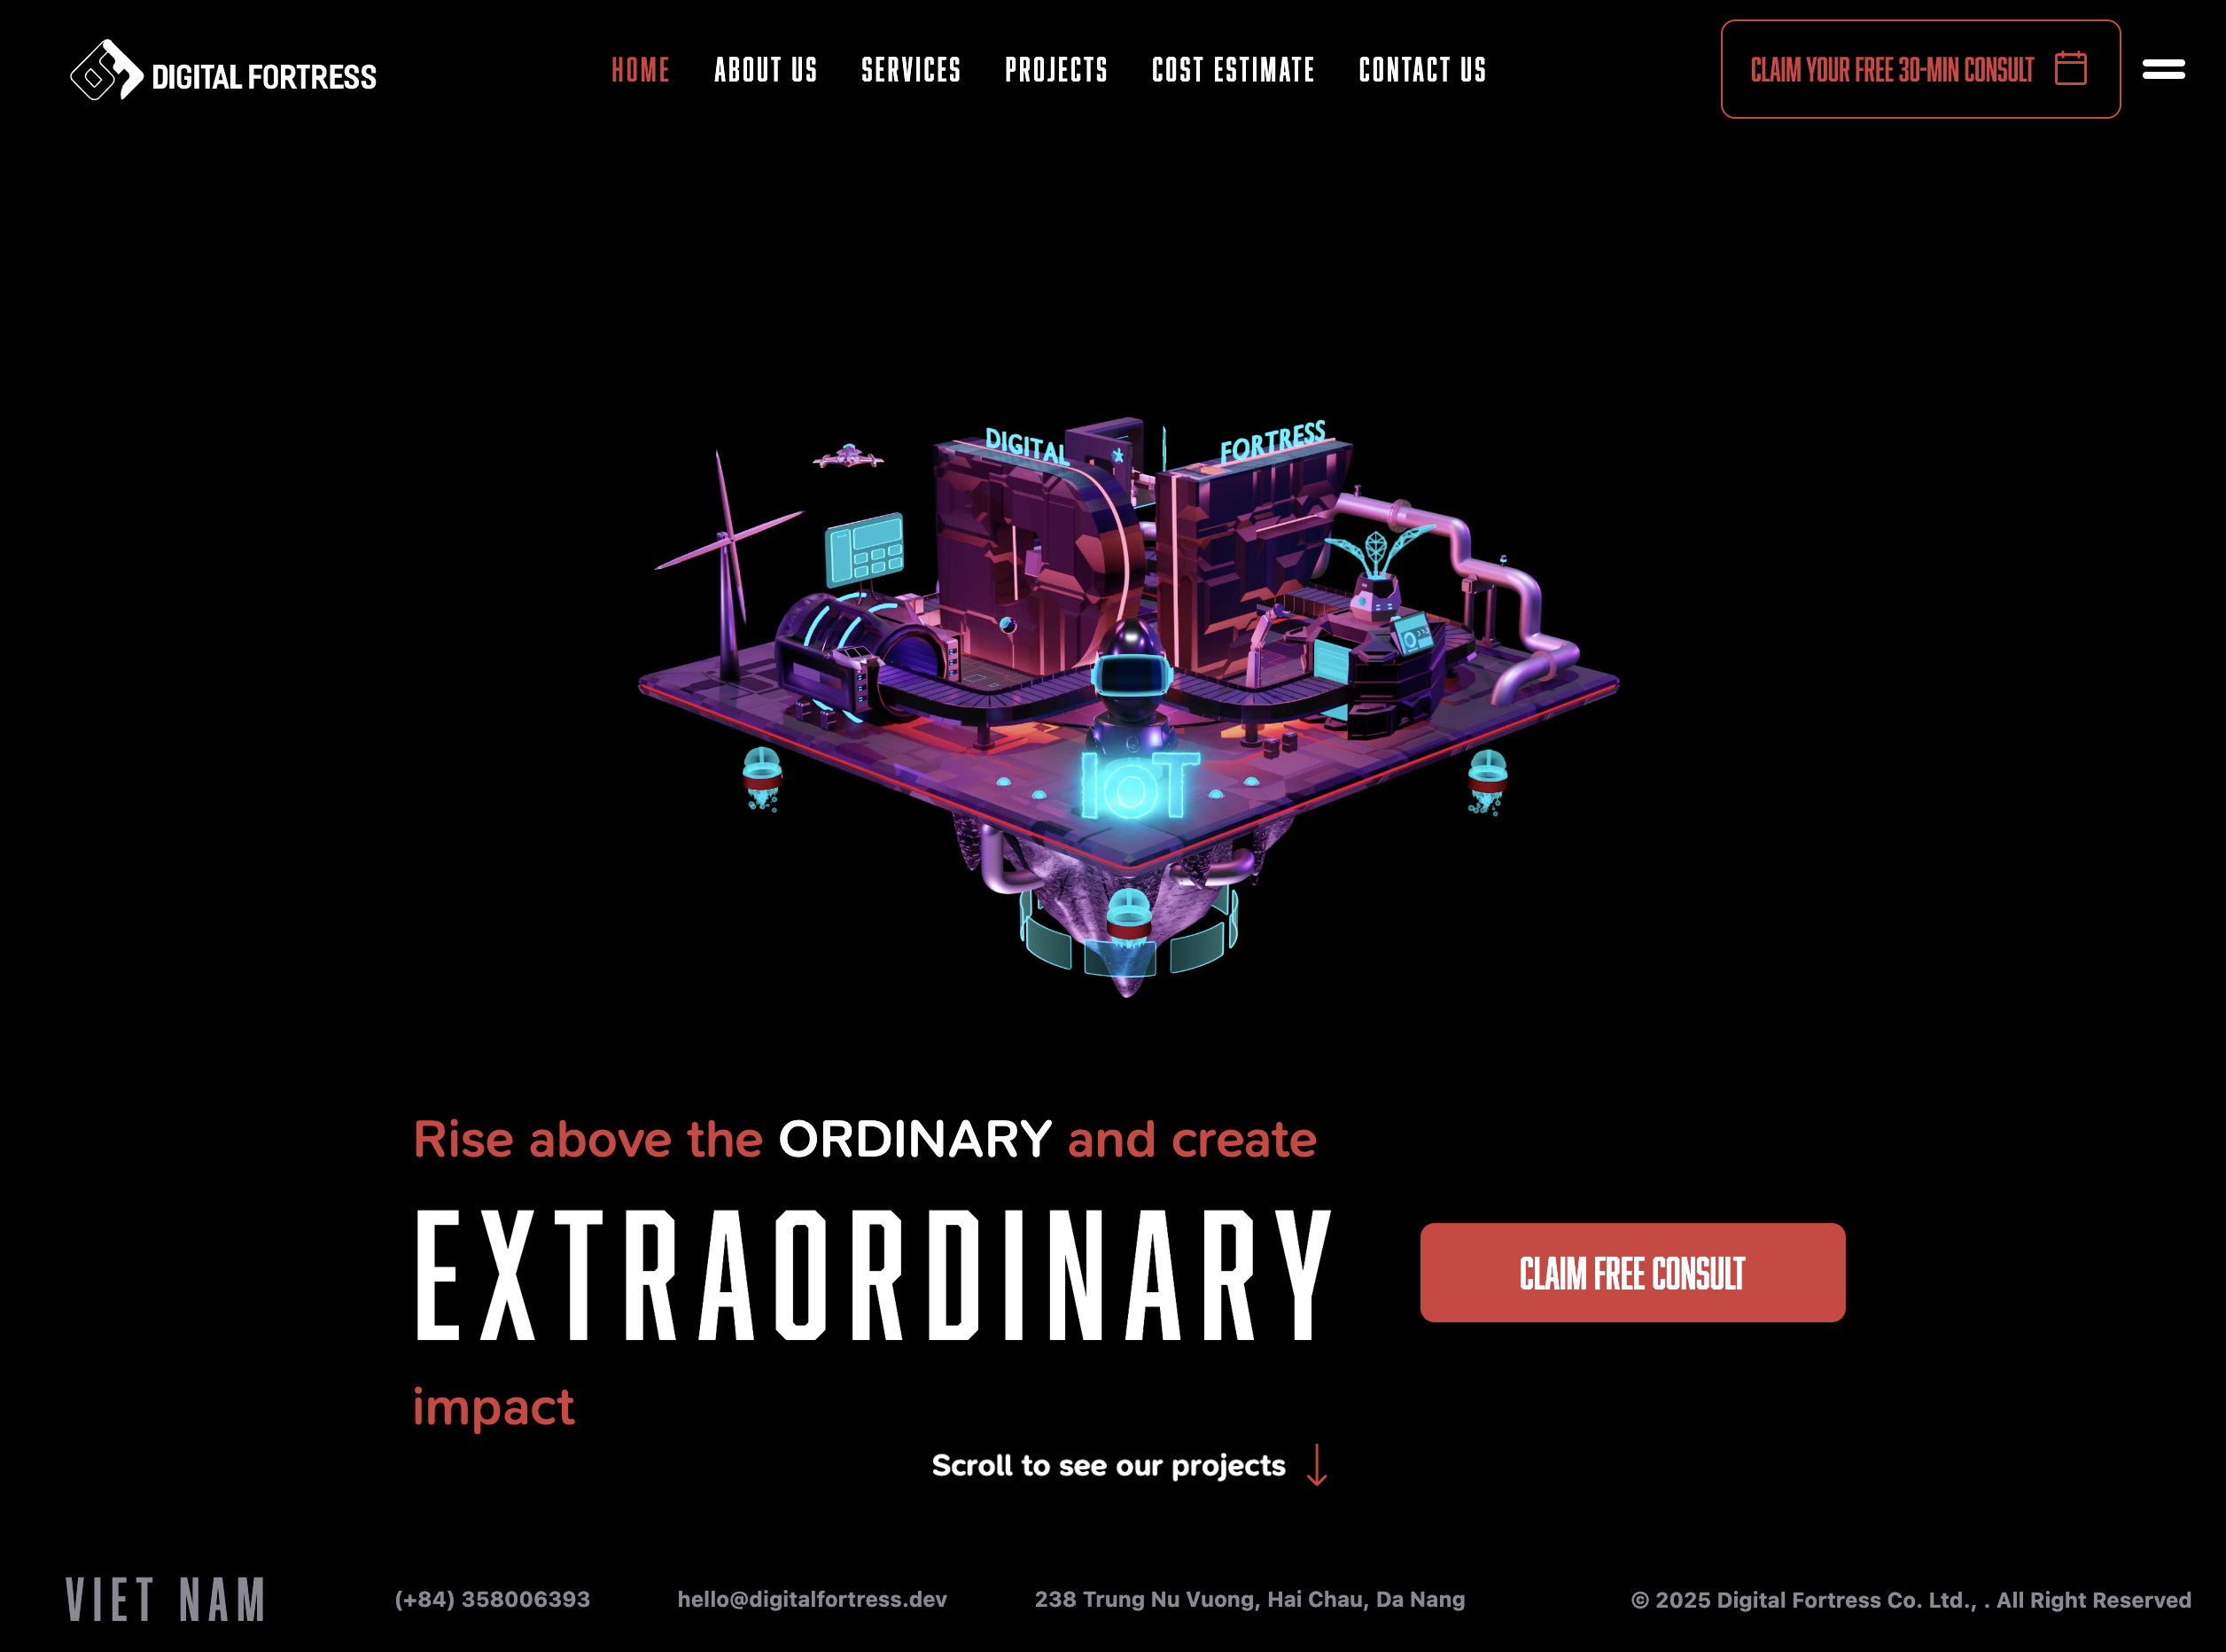 DIGITAL FORTRESS
HOME ABOUT US SERVICES PROJECTS COST ESTIMATE CONTACT US
CLAIM YOUR FREE 30-MIN CONSULT
DIGITAL FORTRESS
IoT
Rise above the ORDINARY and create
EXTRAORDINARY
impact
CLAIM FREE CONSULT
Scroll to see our projects
VIET NAM
(+84) 358006393
hello@digitalfortress.dev
238 Trung Nu Vuong, Hai Chau, Da Nang
© 2025 Digital Fortress Co. Ltd., . All Right Reserved